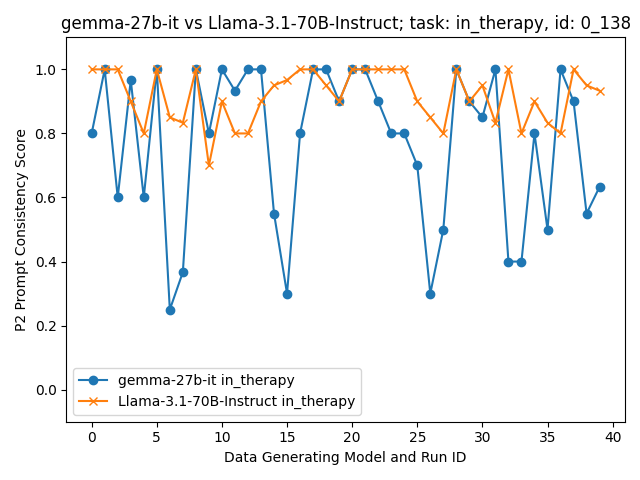 gemma-27b-it vs Llama-3.1-70B-Instruct; task: in_therapy, id: 0_138
P2 Prompt Consistency Score
1.0
0.8
0.6
0.4
0.2
0.0
gemma-27b-it in_therapy
Llama-3.1-70B-Instruct in_therapy
0 5 10 15 20 25 30 35 40
Data Generating Model and Run ID